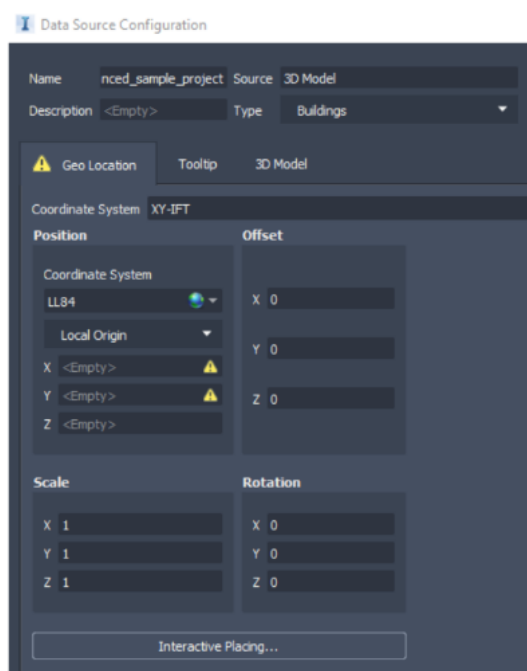 Data Source Configuration
Name nced_sample_project Source 3D Model
Description <Empty> Type Buildings
Geo Location Tooltip 3D Model
Coordinate System XY-IFT
Position Offset
Coordinate System
LL84
X 0
Local Origin
Y 0
X <Empty>
Y <Empty>
Z 0
Z <Empty>
Scale Rotation
X 1 X 0
Y 1 Y 0
Z 1 Z 0
Interactive Placing...